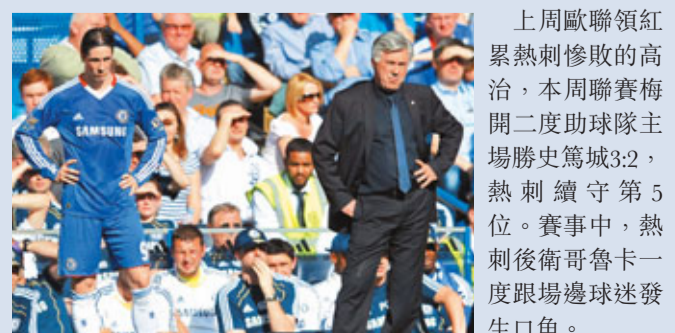 SAMSUNG
上周歐聯領紅
累熱刺慘敗的高
治，本周聯賽梅
開二度助球隊主
場勝史篤城3:2，
熱刺續守第5
位。賽事中，熱
刺後衛哥魯卡一
度跟場邊球迷發
生口角。